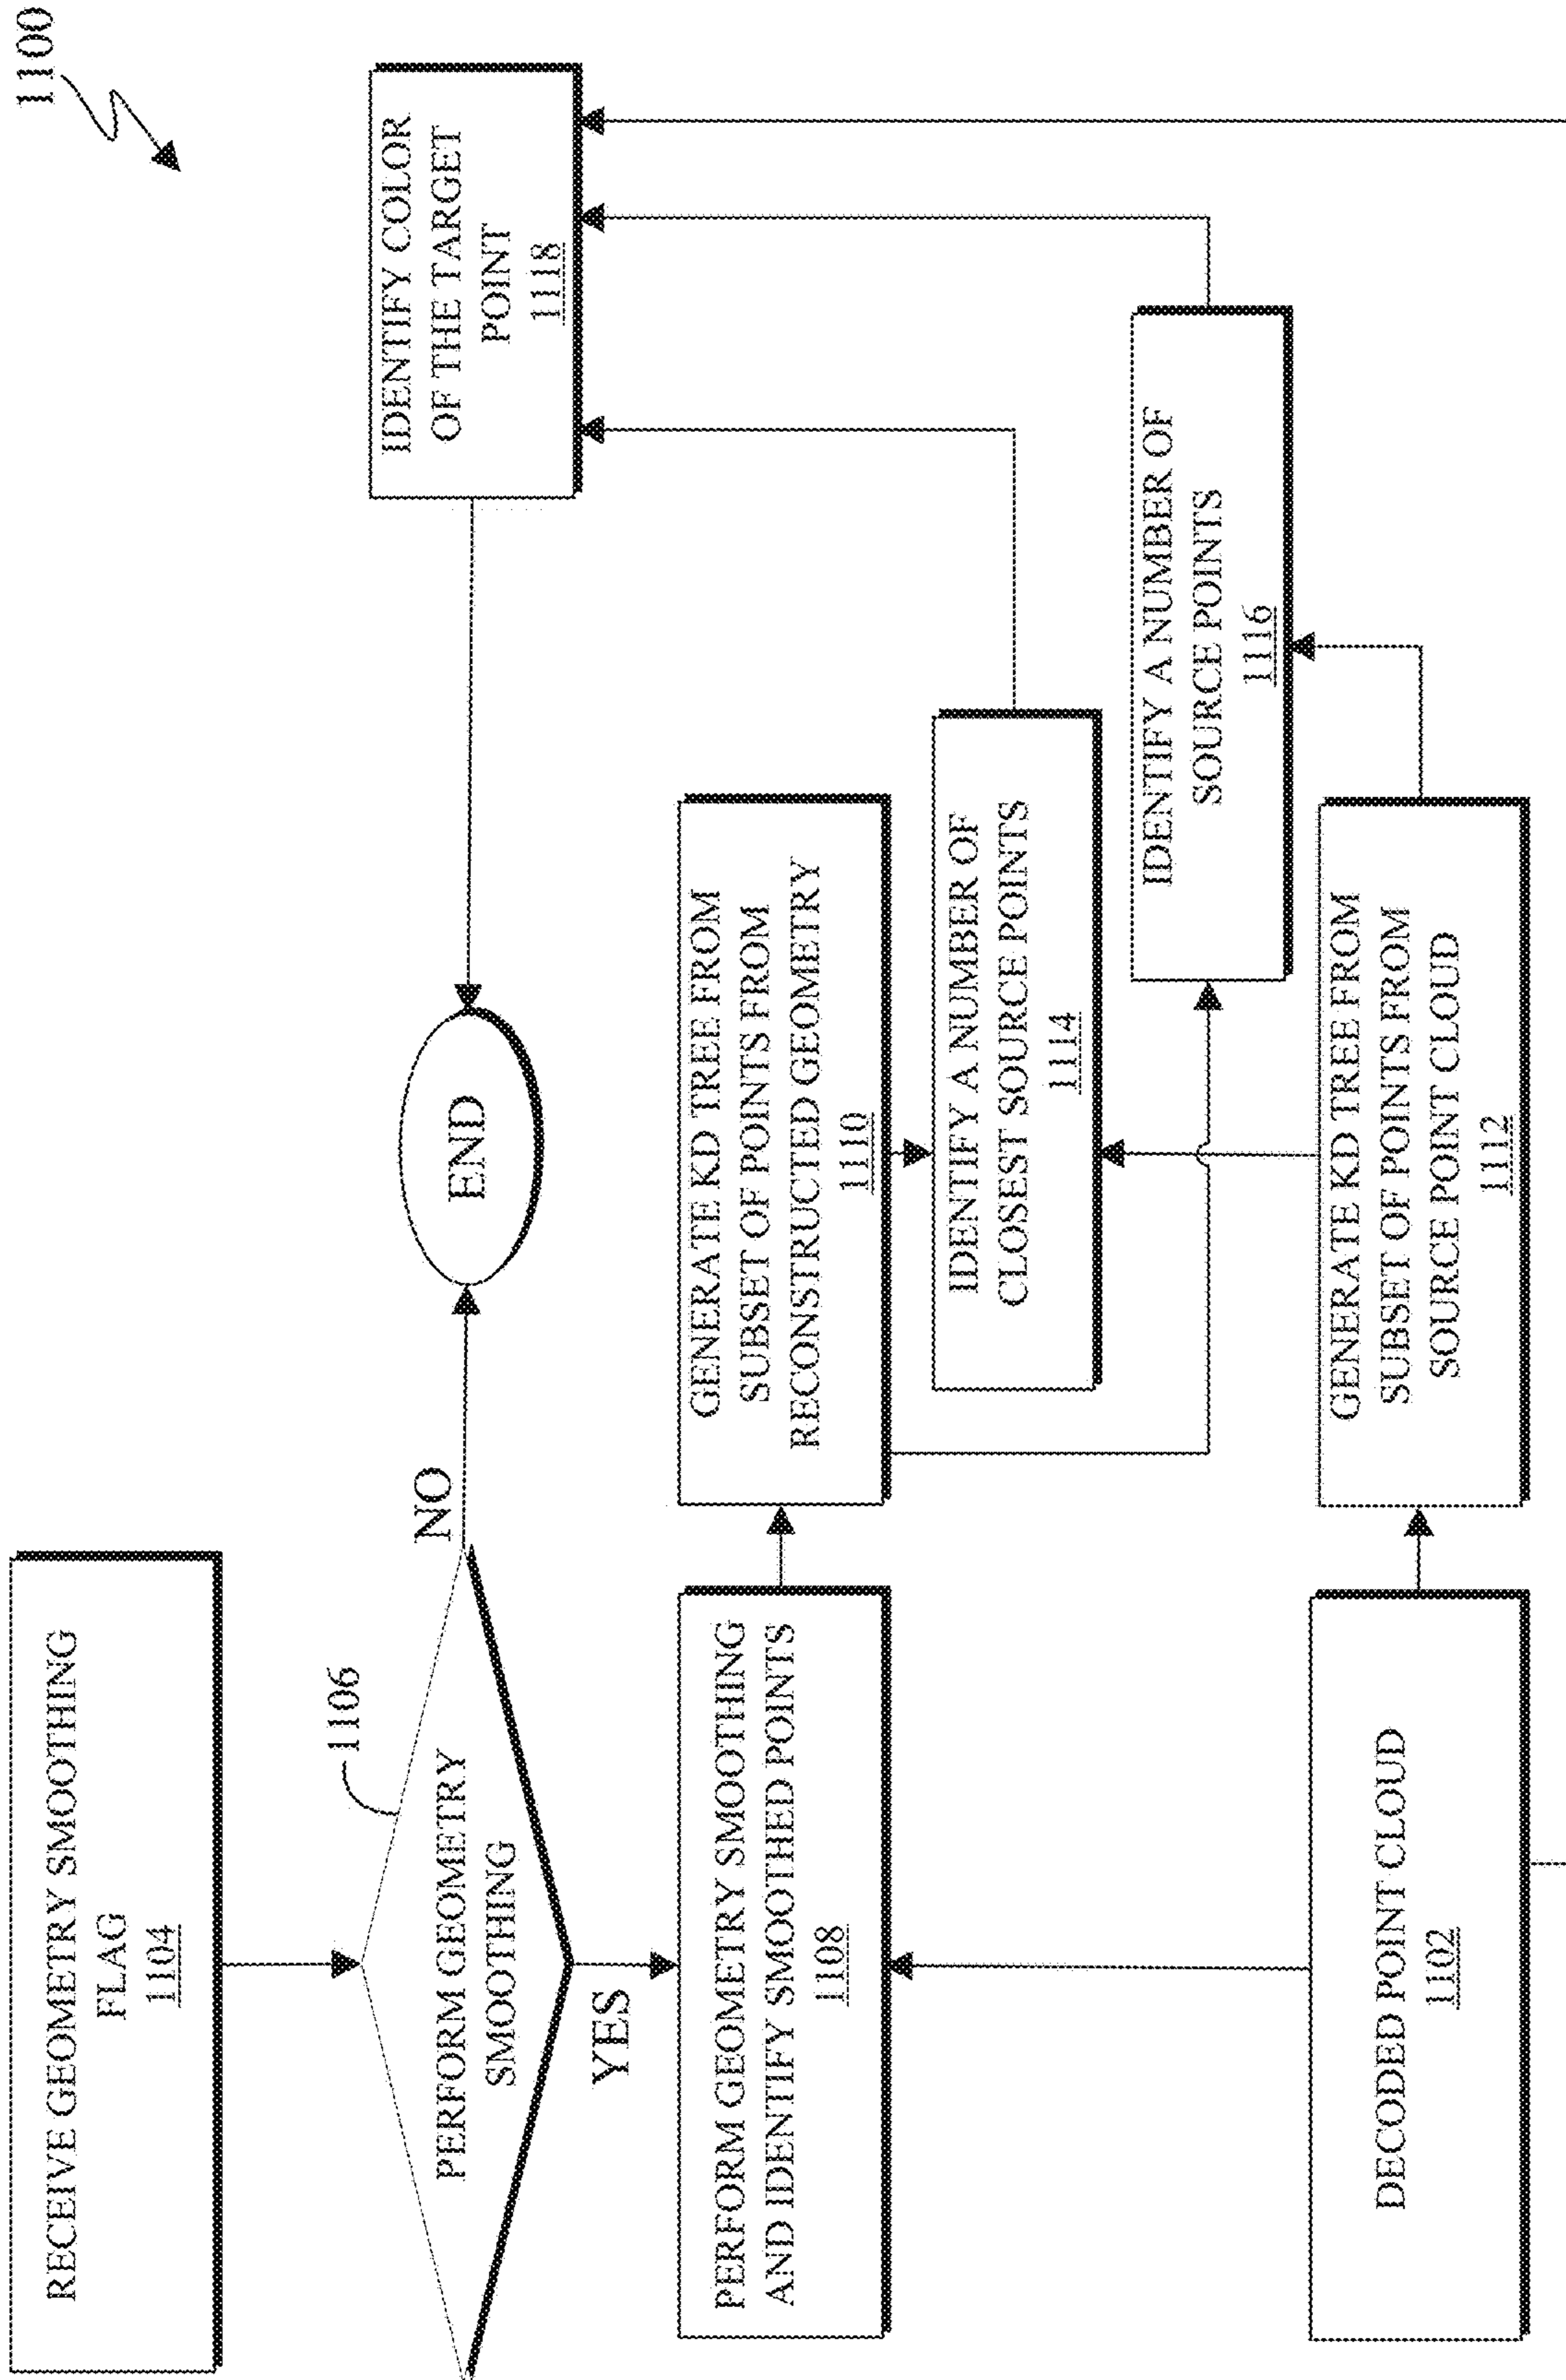 1100
RECEIVE GEOMETRY SMOOTHING
FLAG
1104
1106
PERFORM GEOMETRY
SMOOTHING
NO
END
YES
IDENTIFY COLOR
OF THE TARGET
POINT
1118
PERFORM GEOMETRY SMOOTHING
AND IDENTIFY SMOOTHED POINTS
1108
GENERATE KD TREE FROM
SUBSET OF POINTS FROM
RECONSTRUCTED GEOMETRY
1110
IDENTIFY A NUMBER OF
CLOSEST SOURCE POINTS
1114
IDENTIFY A NUMBER OF
SOURCE POINTS
1116
DECODED POINT CLOUD
1102
GENERATE KD TREE FROM
SUBSET OF POINTS FROM
SOURCE POINT CLOUD
1112